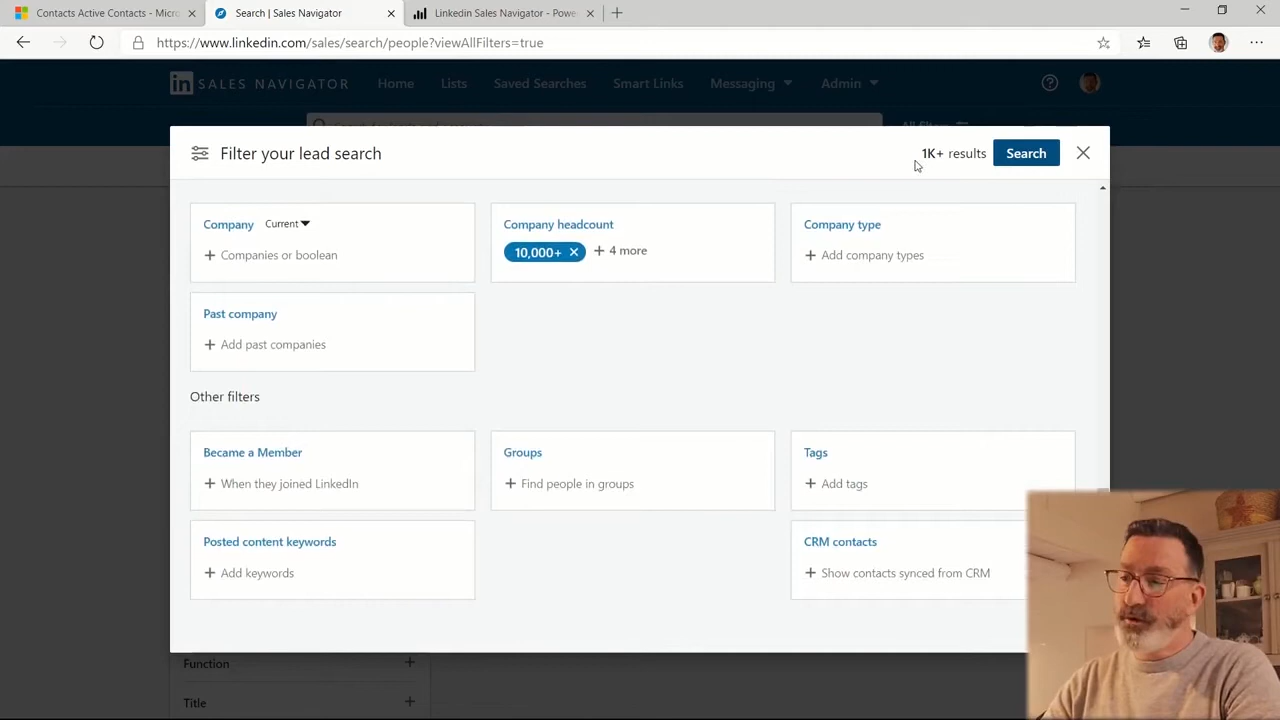 Contacts Active Contacts - Micro
Search | Sales Navigator
Linkedin Sales Navigator - Powe
https://www.linkedin.com/sales/search/people?viewAllFilters=true
in SALES NAVIGATOR Home Lists Saved Searches Smart Links Messaging Admin
Filter your lead search
1K+ results
Search
Company Current
+ Companies or boolean
Company headcount
10,000+ × + 4 more
Company type
+ Add company types
Past company
+ Add past companies
Other filters
Became a Member
+ When they joined LinkedIn
Groups
+ Find people in groups
Tags
+ Add tags
Posted content keywords
+ Add keywords
CRM contacts
+ Show contacts synced from CRM
Function +
Title +